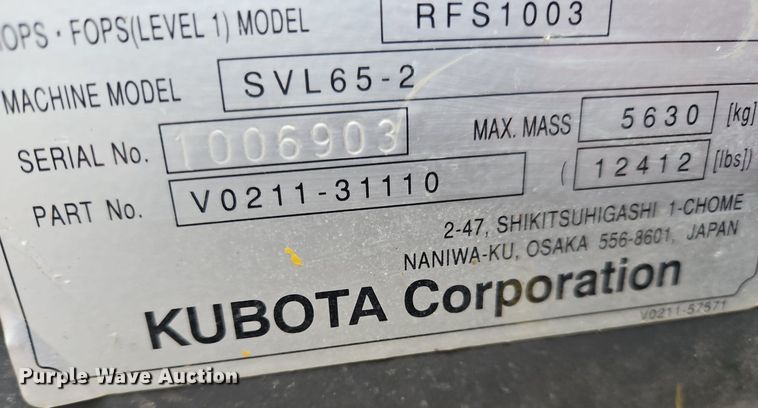 OPS · FOPS(LEVEL 1) MODEL RFS1003
MACHINE MODEL SVL65-2
SERIAL No. 1006903 MAX. MASS 5630 [kg]
PART No. V0211-31110 ( 12412 [lbs])
2-47, SHIKITSUHIGASHI 1-CHOME
NANIWA-KU, OSAKA 556-8601, JAPAN
KUBOTA Corporation
V0211-57571
Purple Wave Auction